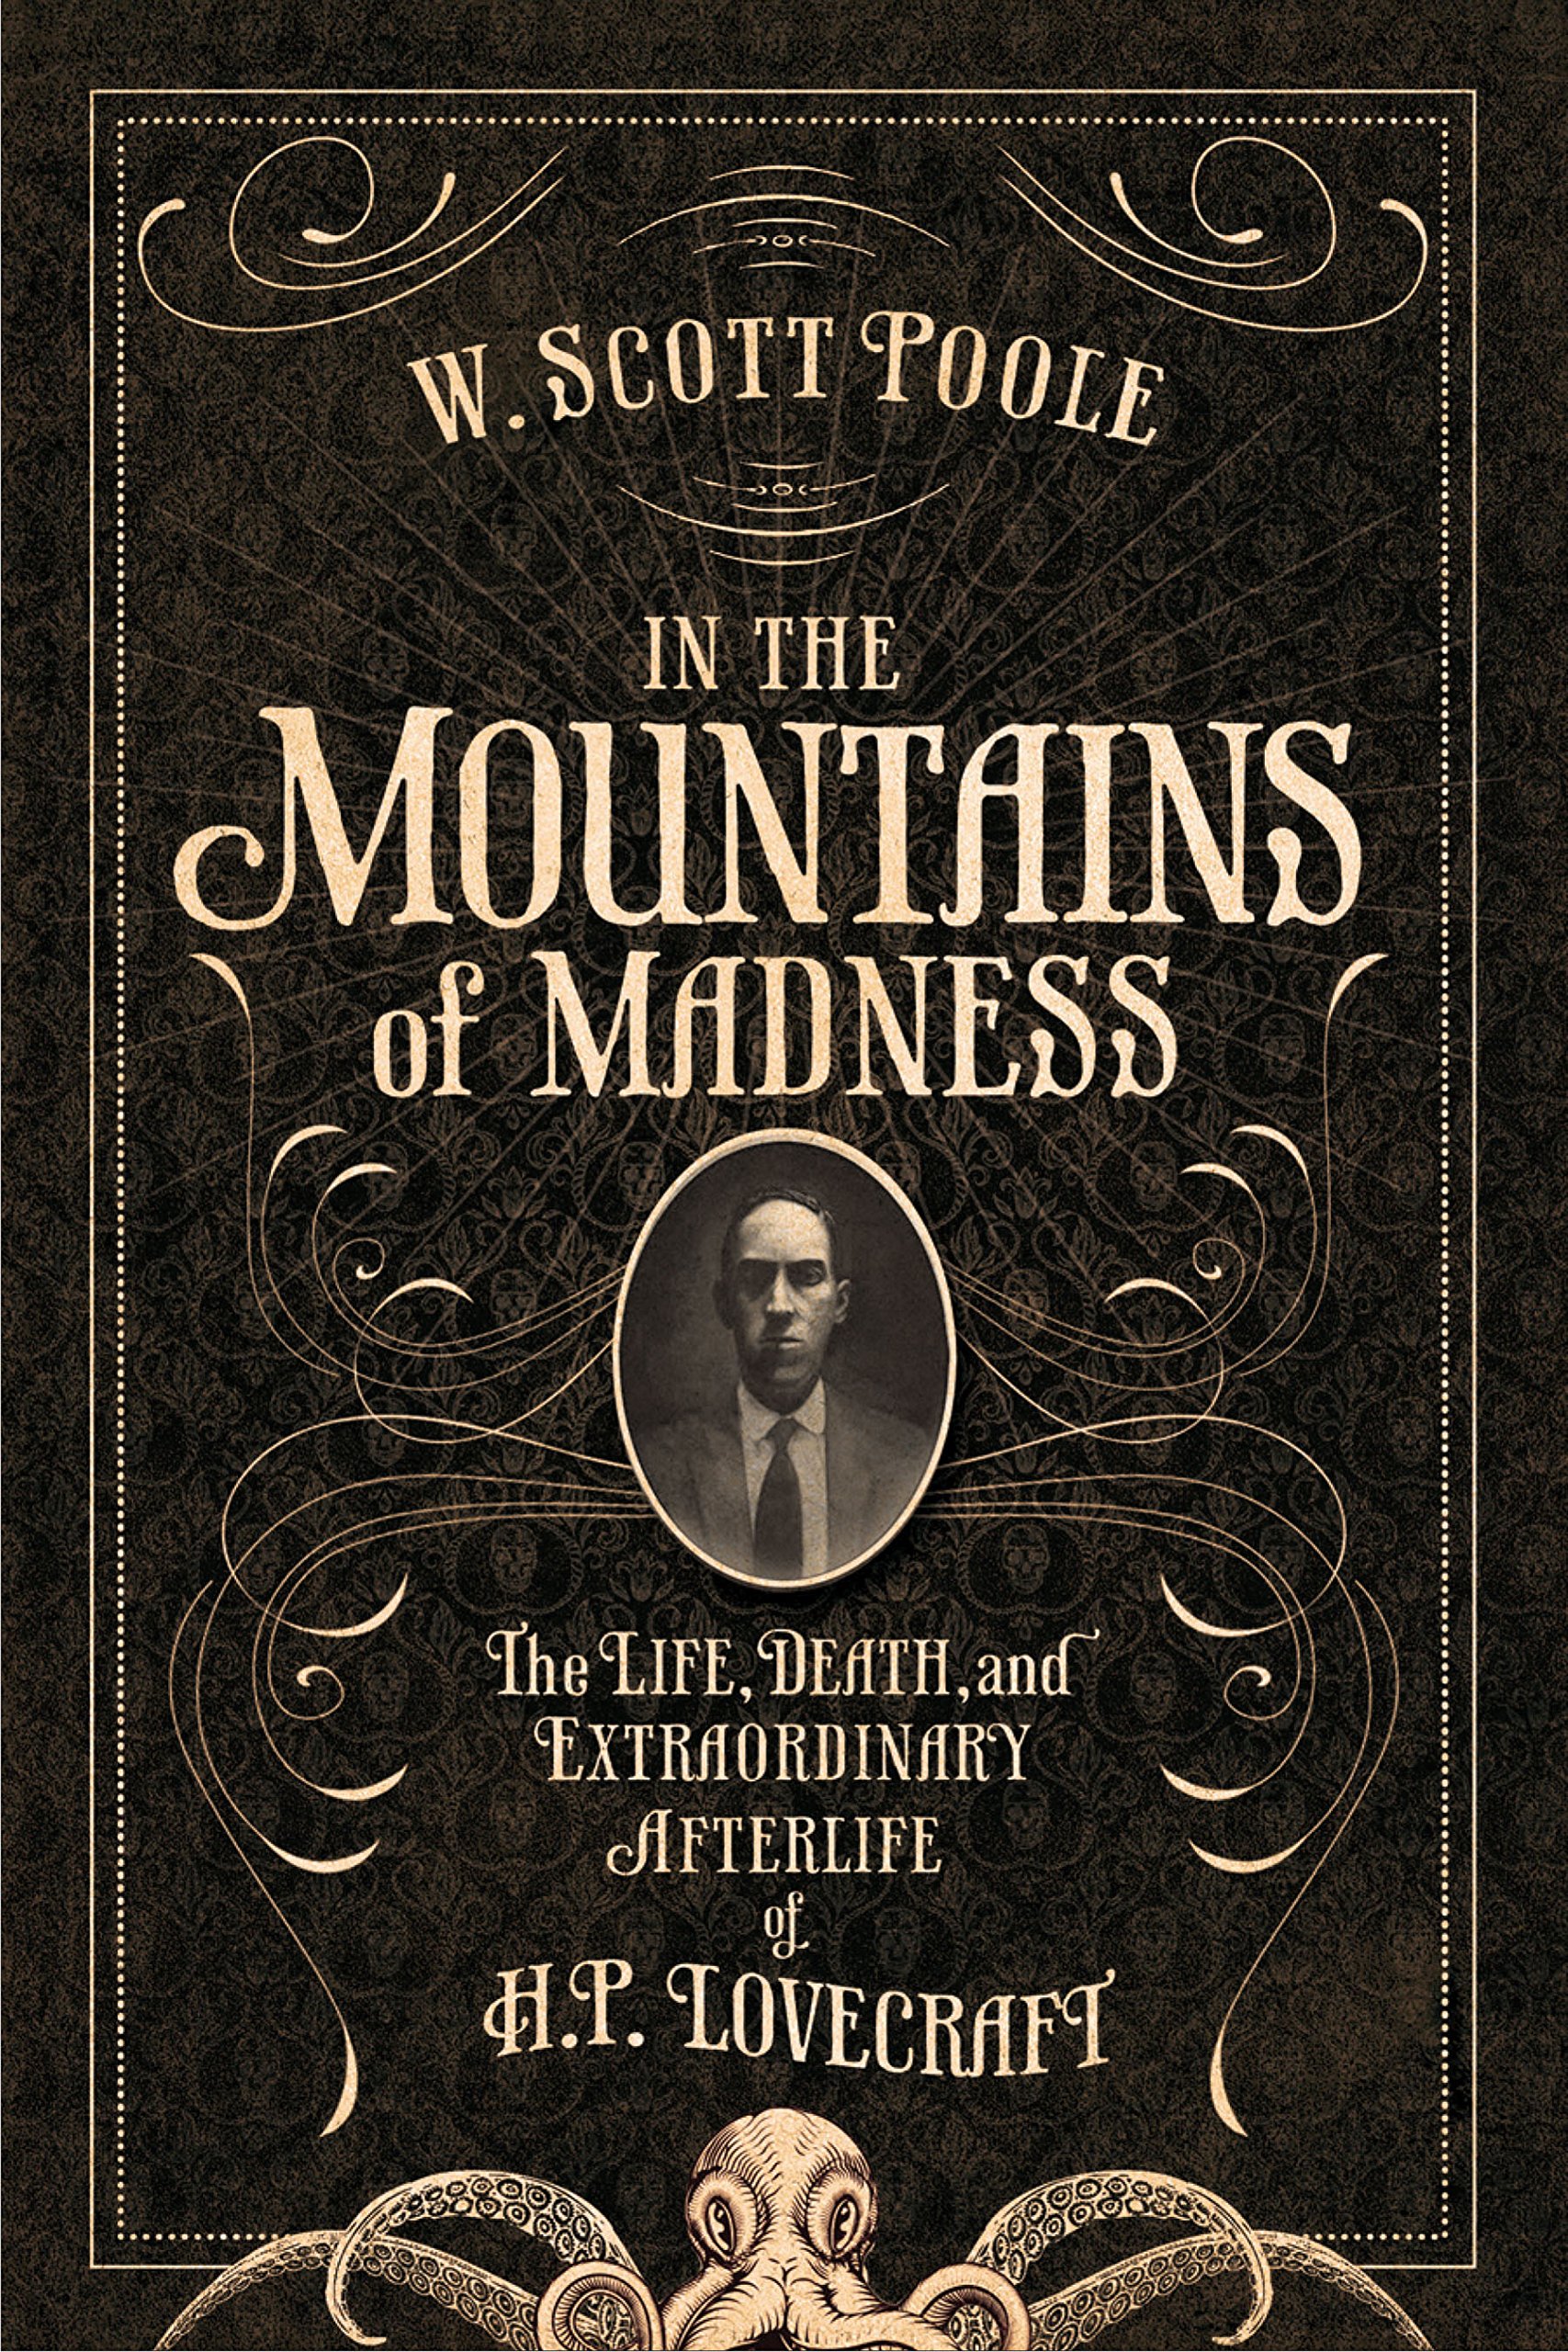 W. SCOTT POOLE
IN THE
MOUNTAINS
of MADNESS
The LIFE, DEATH, and
EXTRAORDINARY
AFTERLIFE
of
H.P. LOVECRAFT